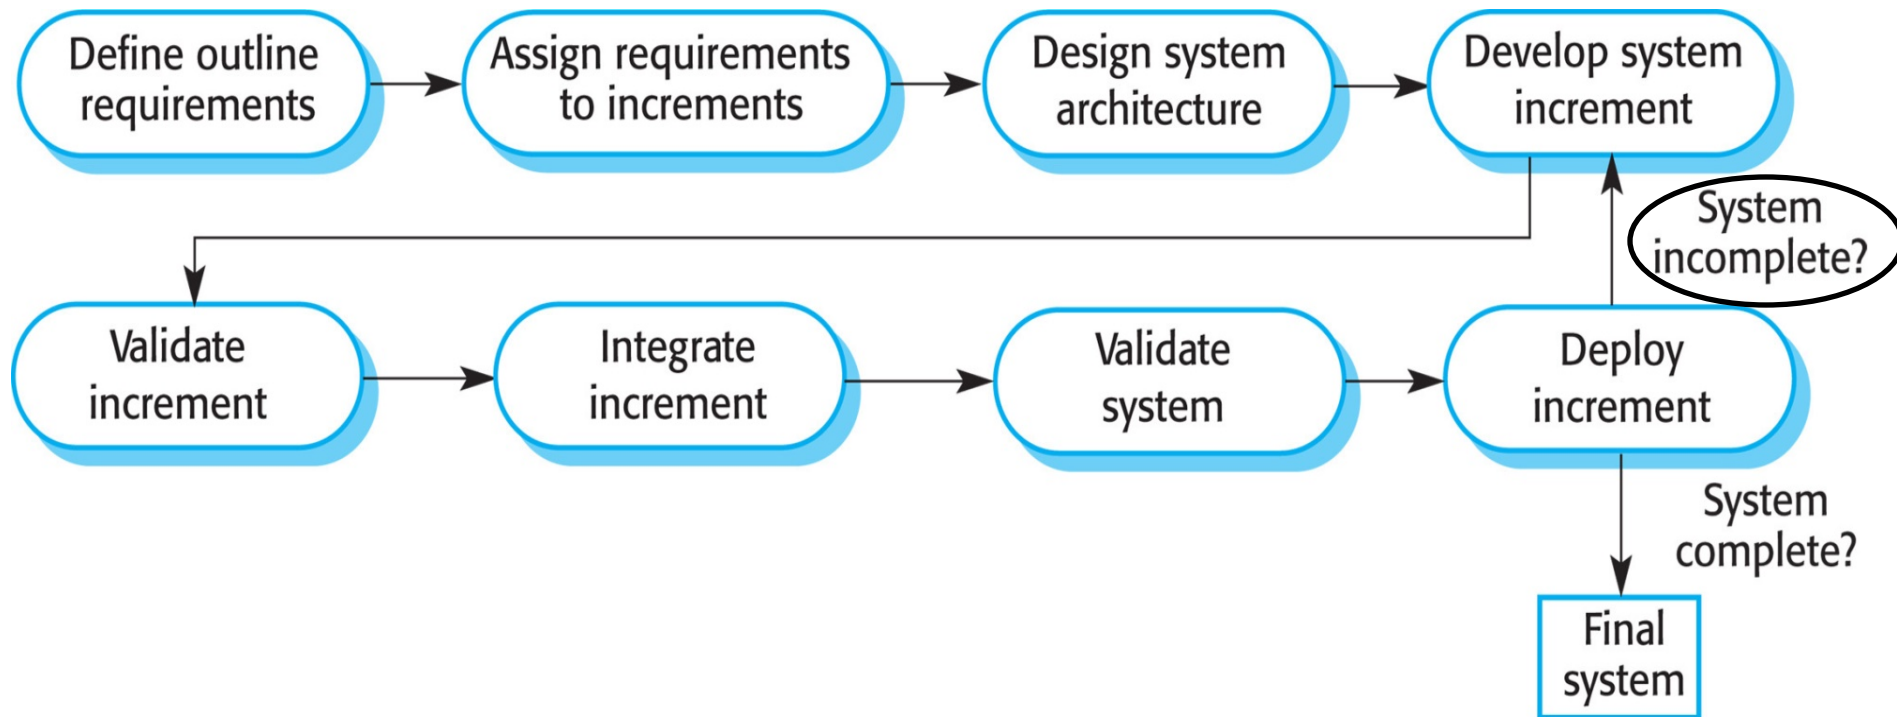 Define outline
requirements
Assign requirements
to increments
Design system
architecture
Develop system
increment
System
incomplete?
Validate
increment
Integrate
increment
Validate
system
Deploy
increment
System
complete?
Final
system